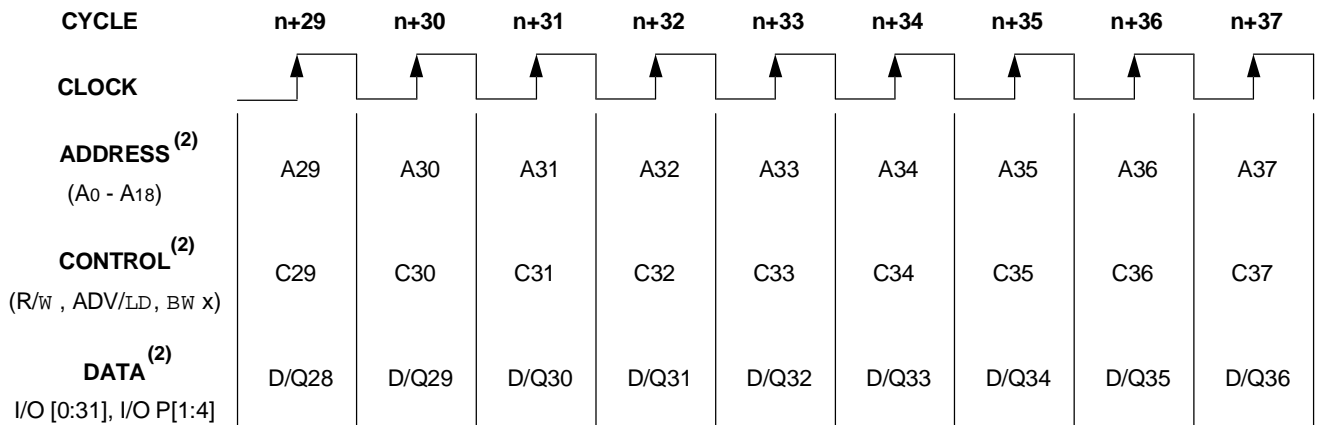 CYCLE n+29 n+30 n+31 n+32 n+33 n+34 n+35 n+36 n+37
CLOCK
ADDRESS (2) A29 A30 A31 A32 A33 A34 A35 A36 A37
(A0 - A18)
CONTROL (2) C29 C30 C31 C32 C33 C34 C35 C36 C37
(R/W , ADV/LD, BW x)
DATA (2) D/Q28 D/Q29 D/Q30 D/Q31 D/Q32 D/Q33 D/Q34 D/Q35 D/Q36
I/O [0:31], I/O P[1:4]